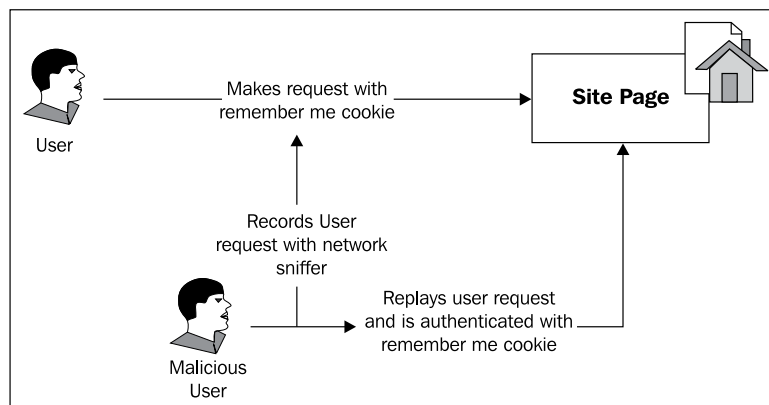 Makes request with
remember me cookie
Site Page
User
Records User
request with network
sniffer
Replays user request
and is authenticated with
remember me cookie
Malicious
User